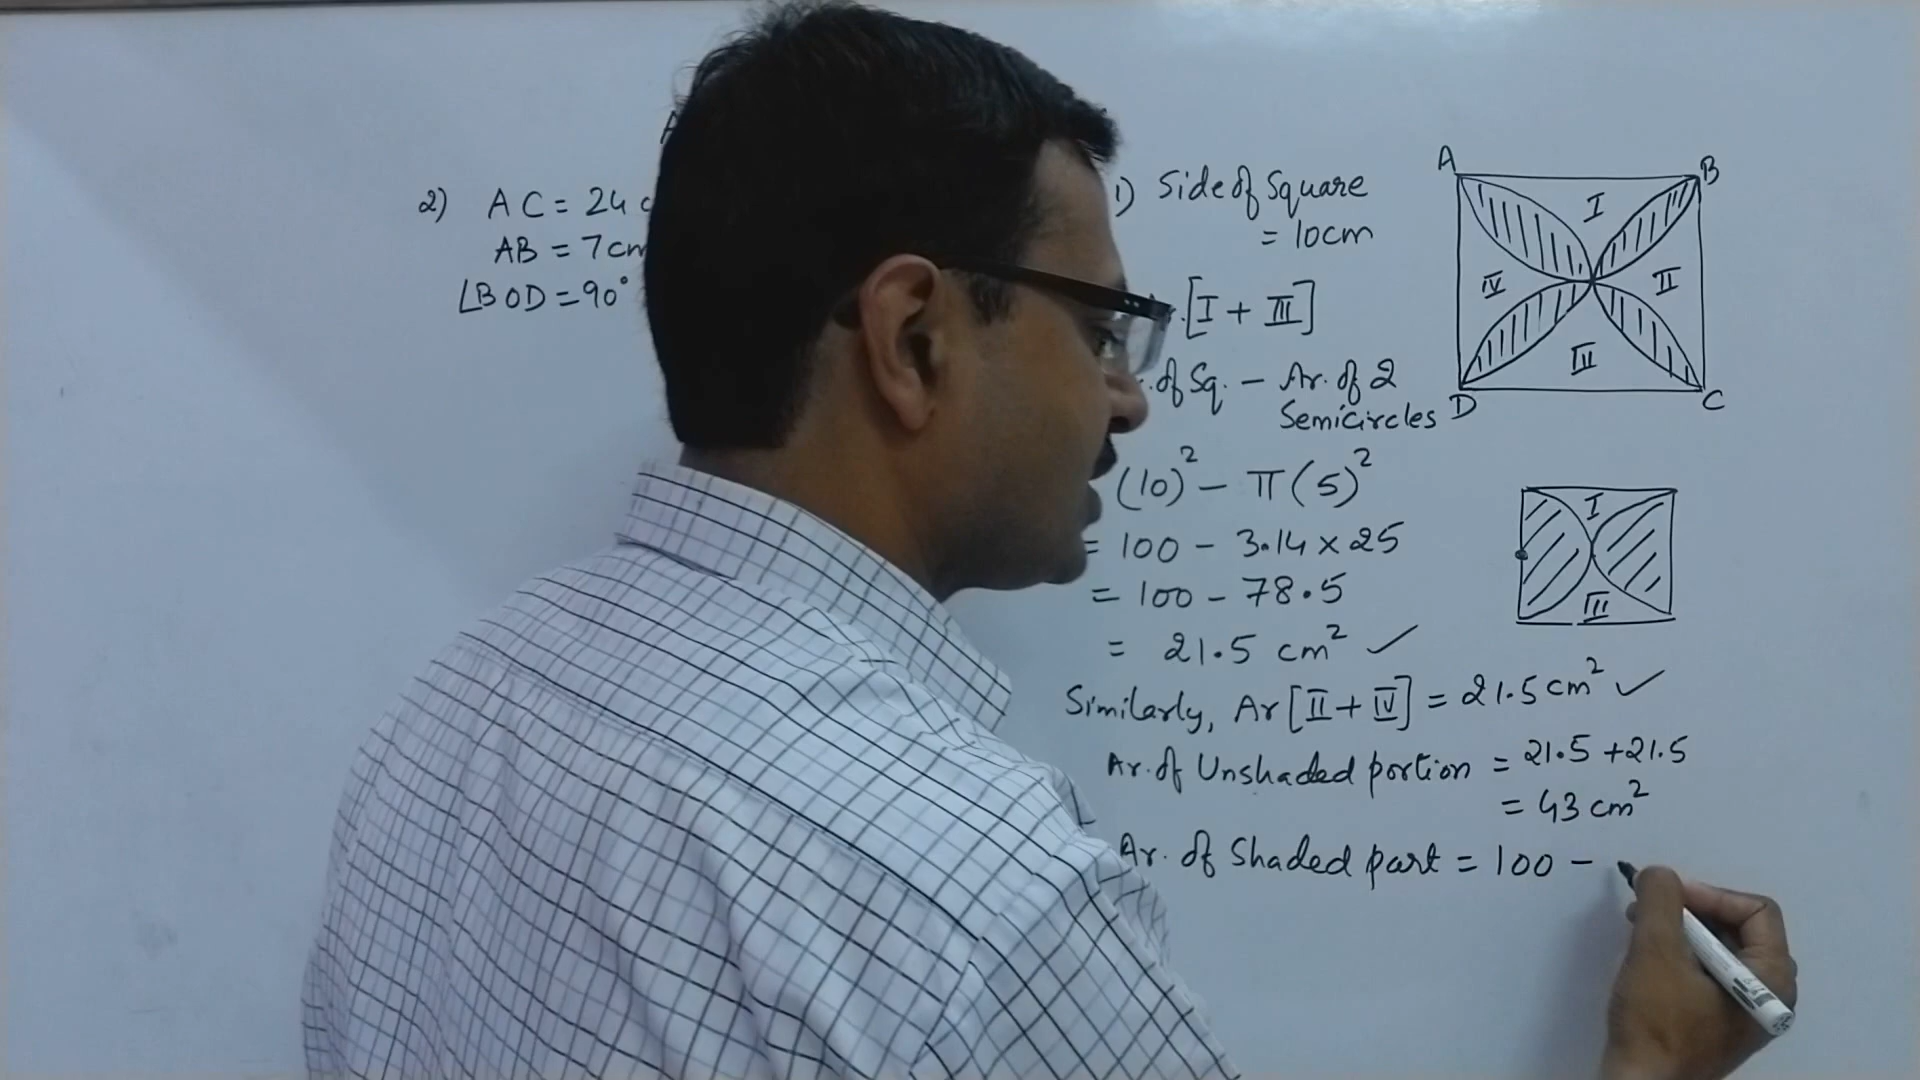 2) AC = 24
AB = 7cm
∠BOD = 90°
1) Side of Square
= 10cm
[I + III]
of Sq. – Ar. of 2
Semicircles
(10)² – π(5)²
= 100 – 3.14 × 25
= 100 – 78.5
= 21.5 cm² ✓
Similarly, Ar [II + IV] = 21.5 cm² ✓
Ar. of Unshaded portion = 21.5 + 21.5
= 43 cm²
Ar. of Shaded part = 100 –
A B
I
IV II
III
D C
I
III